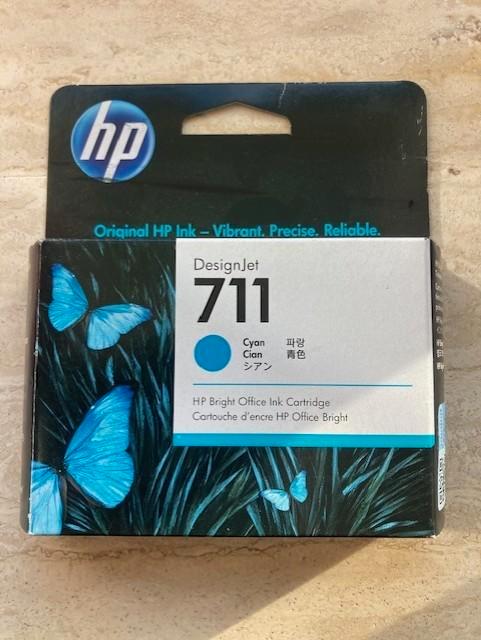 hp
Original HP Ink – Vibrant. Precise. Reliable.
DesignJet
711
Cyan 파랑
Cian 青色
シアン
HP Bright Office Ink Cartridge
Cartouche d'encre HP Office Bright